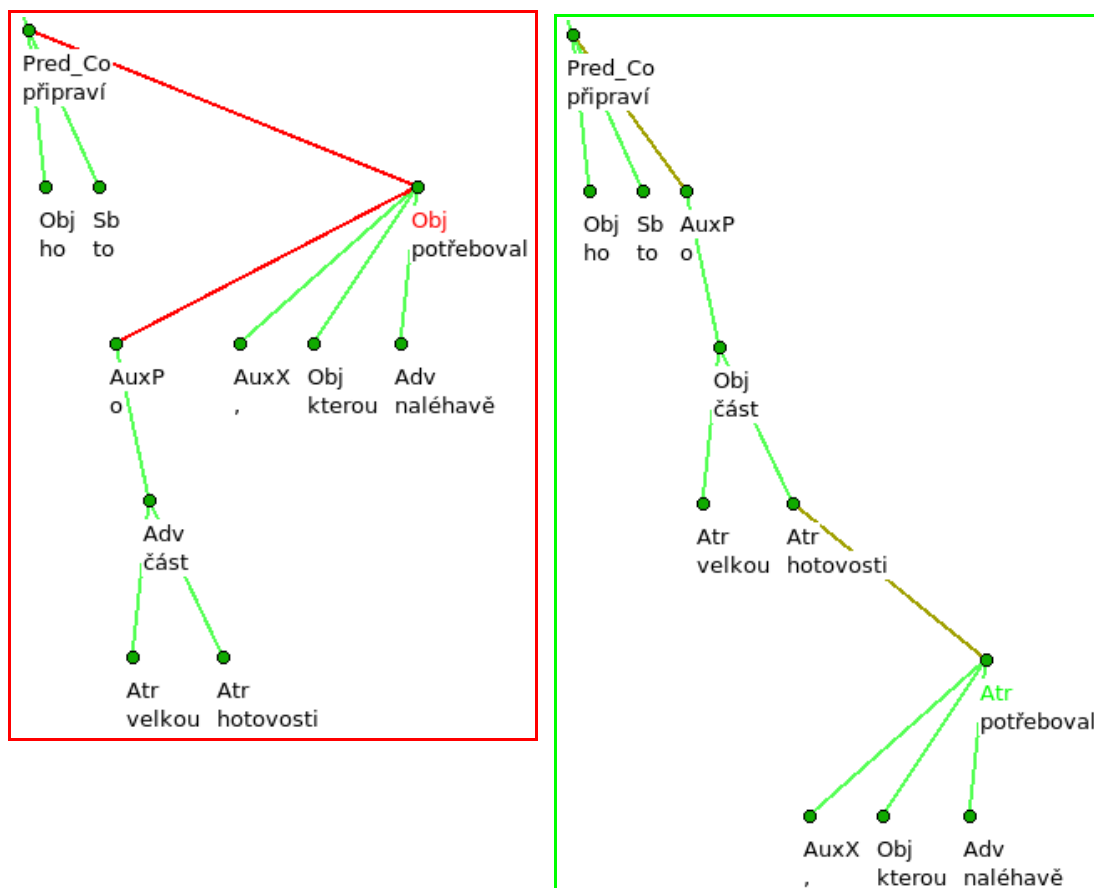 Pred_Co
připraví
Obj Sb Obj
ho to potřeboval
AuxP AuxX Obj Adv
o , kterou naléhavě
Adv
část
Atr Atr
velkou hotovosti
Pred_Co
připraví
Obj Sb AuxP
ho to o
Obj
část
Atr Atr
velkou hotovosti
Atr
potřeboval
AuxX Obj Adv
, kterou naléhavě